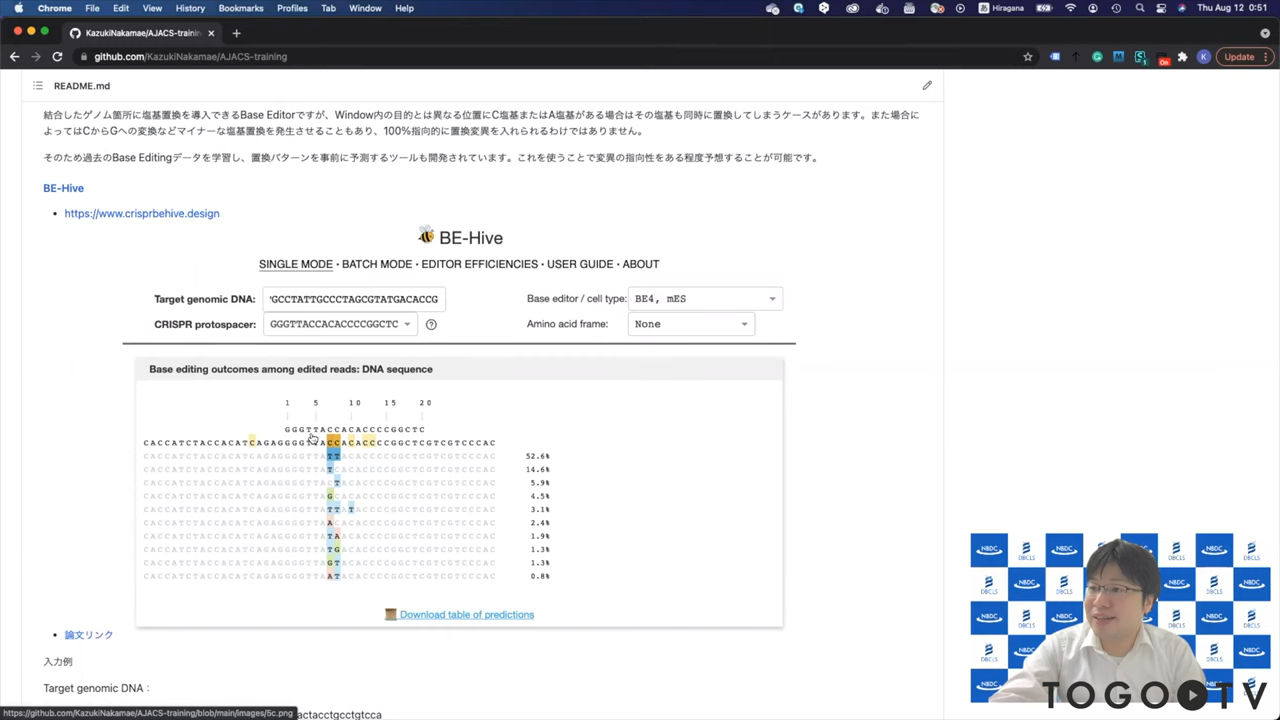 Chrome File Edit View History Bookmarks Profiles Tab Window Help
Hiragana Thu Aug 12 0:51
KazukiNakamae/AJACS-trainin
github.com/KazukiNakamae/AJACS-training
Update
README.md
結合したゲノム箇所に塩基置換を導入できるBase Editorですが、Window内の目的とは異なる位置にC塩基またはA塩基がある場合はその塩基も同時に置換してしまうケースがあります。また場合に
よってはCからGへの変換などマイナーな塩基置換を発生させることもあり、100%指向的に置換変異を入れられるわけではありません。
そのため過去のBase Editingデータを学習し、置換パターンを事前に予測するツールも開発されています。これを使うことで変異の指向性をある程度予想することが可能です。
BE-Hive
https://www.crisprbehive.design
BE-Hive
SINGLE MODE · BATCH MODE · EDITOR EFFICIENCIES · USER GUIDE · ABOUT
Target genomic DNA: GCCTATTGCCCTAGCGTATGACACCG Base editor / cell type: BE4, mES
CRISPR protospacer: GGGTTACCACACCCCGGCTC Amino acid frame: None
Base editing outcomes among edited reads: DNA sequence
1 5 10 15 20
GGGTTACCACACCCCGGCTC
52.6%
14.6%
5.9%
4.5%
3.1%
2.4%
1.9%
1.3%
1.3%
0.8%
Download table of predictions
論文リンク
入力例
Target genomic DNA：
actacctgcctgtcca
https://github.com/KazukiNakamae/AJACS-training/blob/main/images/5c.png
NBDC
DBCLS
TOGO TV